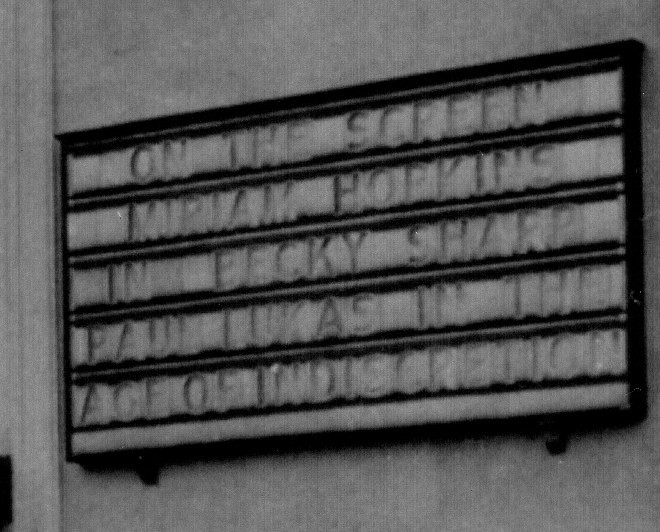 ON THE SCREEN
MIRIAM HOPKINS
IN BECKY SHARP
PAUL LUKAS IN THE
AGE OF INDISCRETION